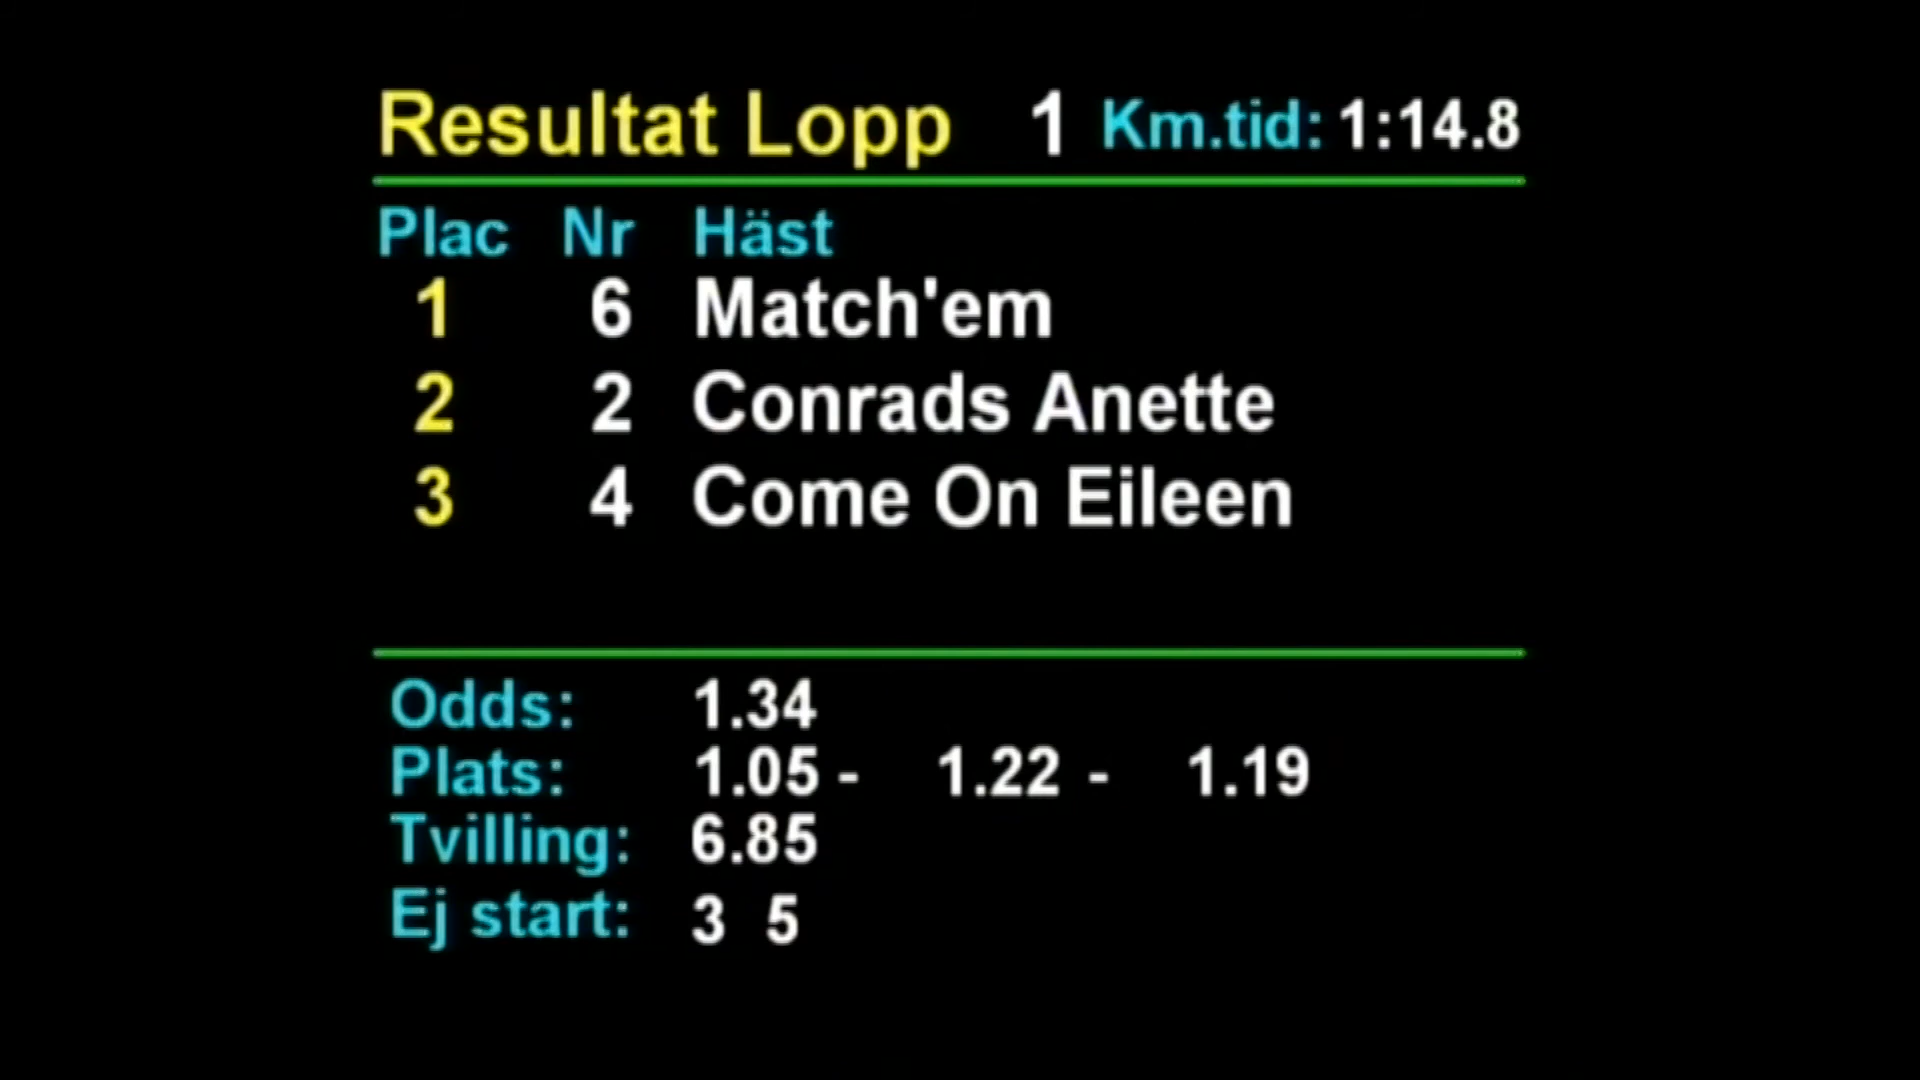 Resultat Lopp 1 Km.tid: 1:14.8
Plac Nr Häst
1 6 Match'em
2 2 Conrads Anette
3 4 Come On Eileen
Odds: 1.34
Plats: 1.05 - 1.22 - 1.19
Tvilling: 6.85
Ej start: 3 5